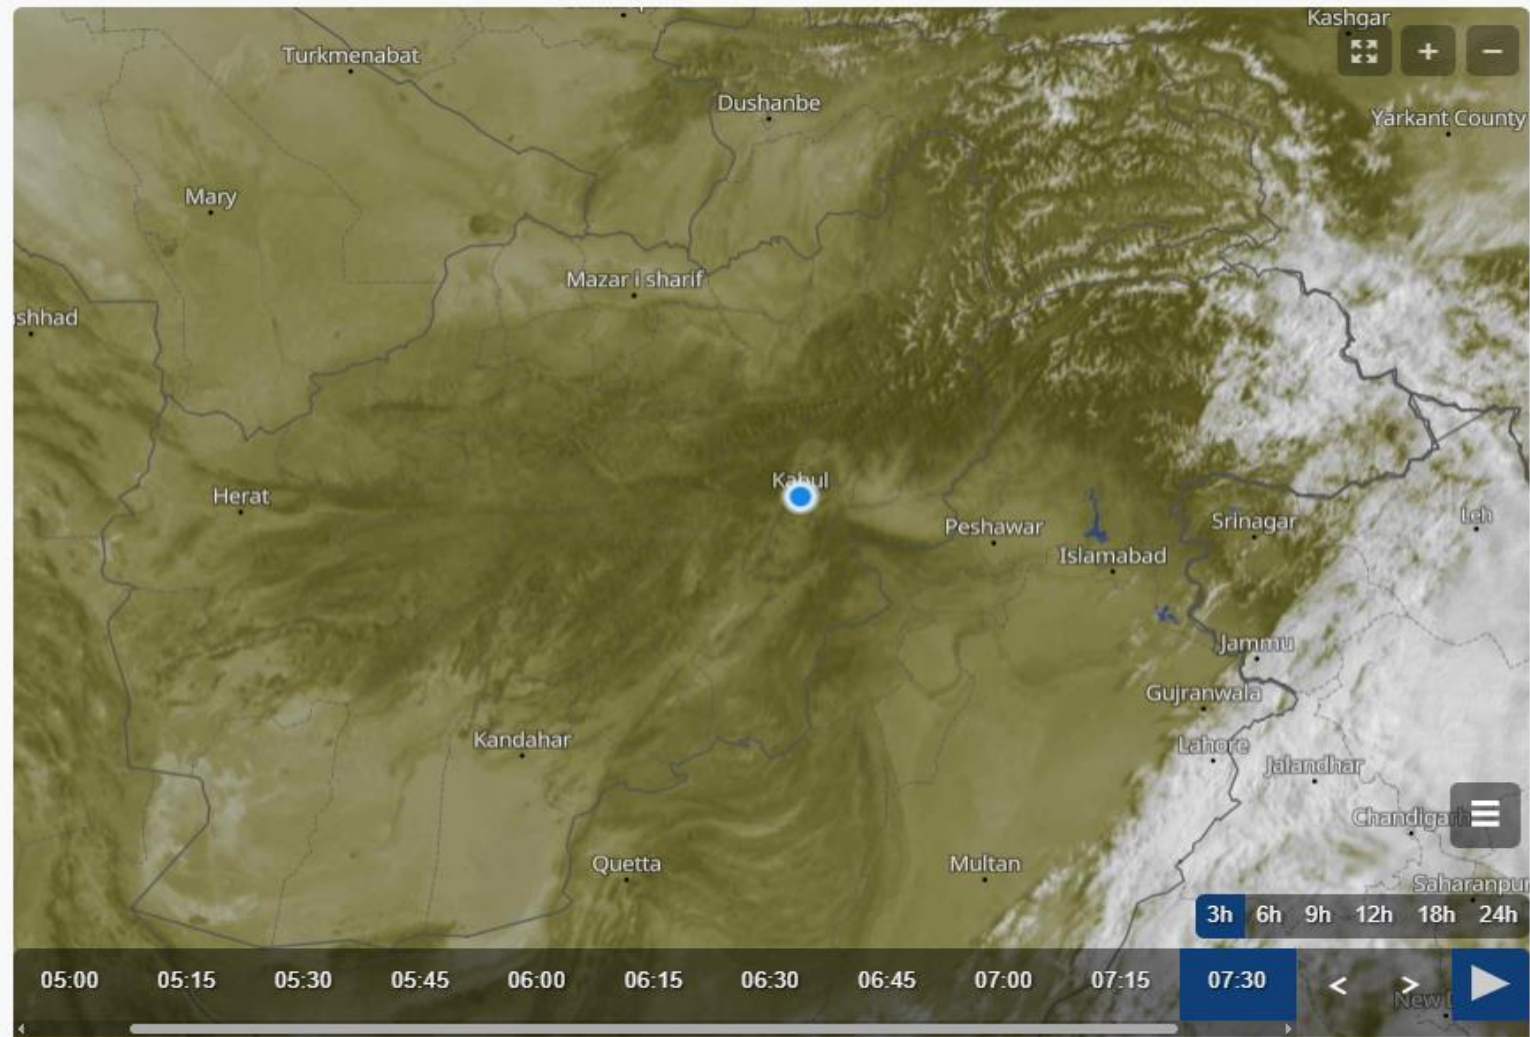 Kashgar
Turkmenabat
Dushanbe
Yarkant County
Mary
Mazar i sharif
shhad
Kabul
Herat
Srinagar
Leh
Peshawar
Islamabad
Jammu
Gujranwala
Kandahar
Lahore
Jalandhar
Chandigarh
Quetta
Multan
Saharanpur
3h 6h 9h 12h 18h 24h
05:00 05:15 05:30 05:45 06:00 06:15 06:30 06:45 07:00 07:15 07:30 < >
New